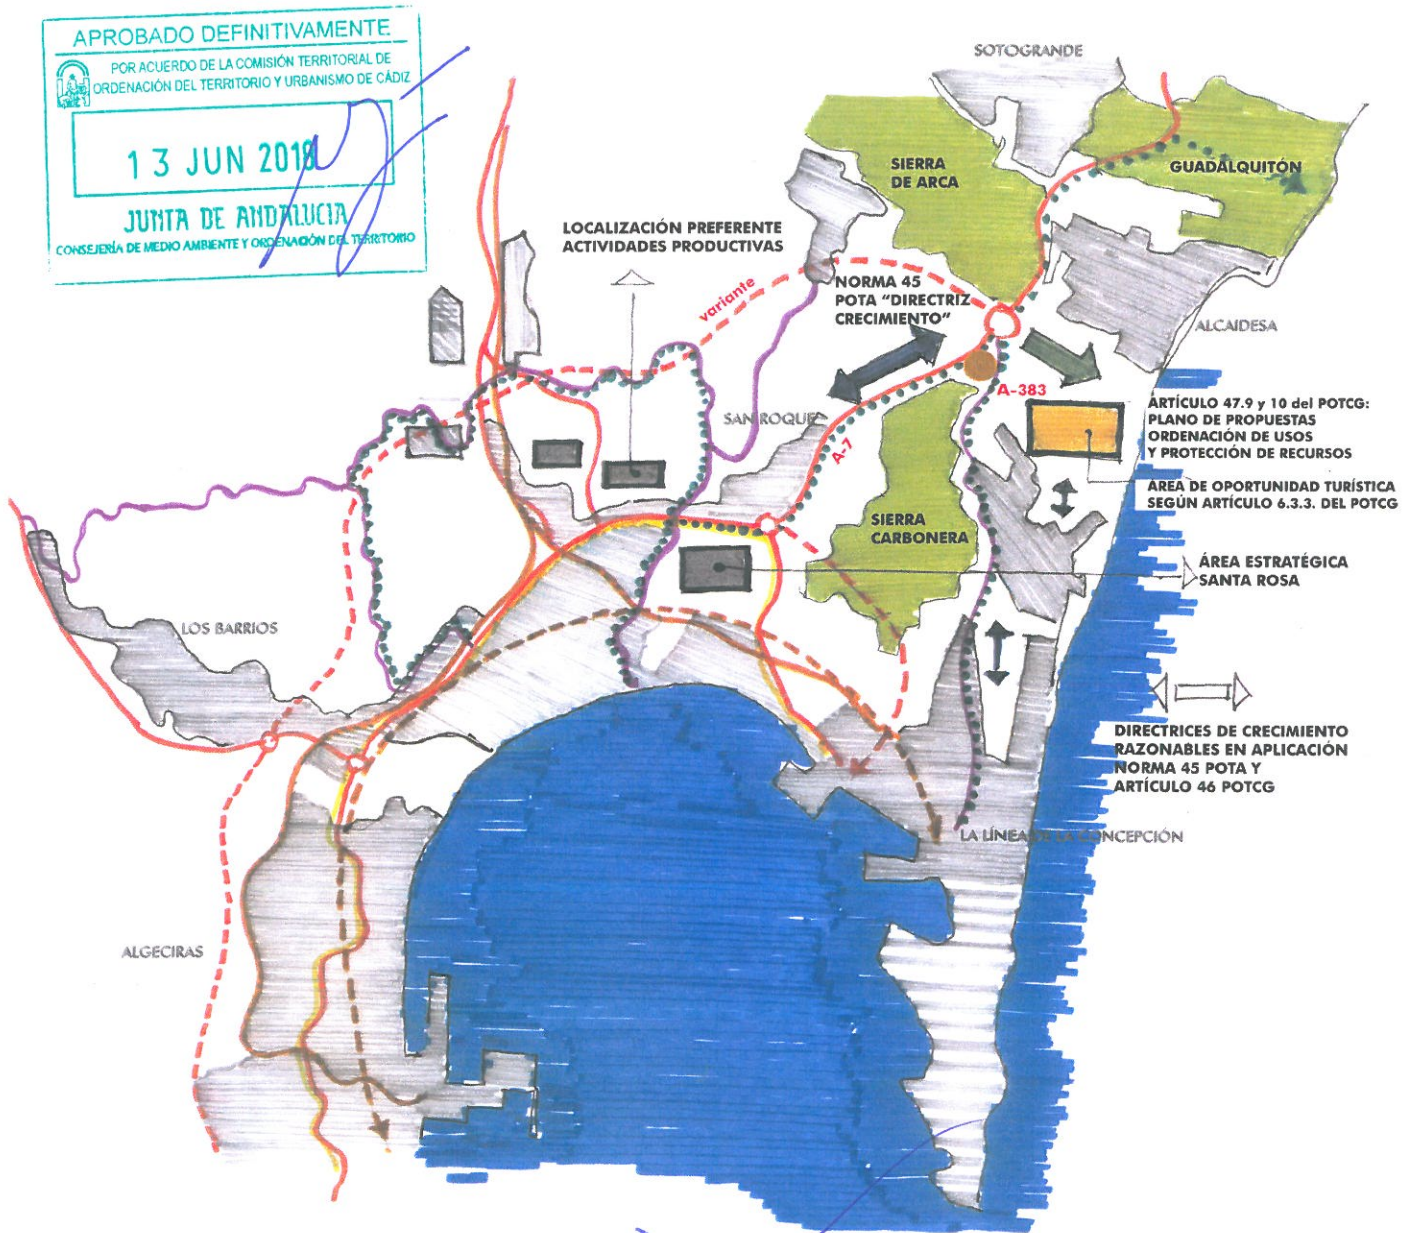 APROBADO DEFINITIVAMENTE
POR ACUERDO DE LA COMISIÓN TERRITORIAL DE
ORDENACIÓN DEL TERRITORIO Y URBANISMO DE CÁDIZ
13 JUN 2018
JUNTA DE ANDALUCIA
CONSEJERÍA DE MEDIO AMBIENTE Y ORDENACIÓN DEL TERRITORIO
SOTOGRANDE
SIERRA
DE ARCA
GUADALQUITÓN
LOCALIZACIÓN PREFERENTE
ACTIVIDADES PRODUCTIVAS
variante
NORMA 45
POTA “DIRECTRIZ
CRECIMIENTO”
ALCAIDESA
A-383
SAN ROQUE
A-7
ÁRTÍCULO 47.9 y 10 del POTCG:
PLANO DE PROPUESTAS
ORDENACIÓN DE USOS
Y PROTECCIÓN DE RECURSOS
ÁREA DE OPORTUNIDAD TURÍSTICA
SEGÚN ARTÍCULO 6.3.3. DEL POTCG
SIERRA
CARBONERA
ÁREA ESTRATÉGICA
SANTA ROSA
LOS BARRIOS
DIRECTRICES DE CRECIMIENTO
RAZONABLES EN APLICACIÓN
NORMA 45 POTA Y
ARTÍCULO 46 POTCG
LA LÍNEA DE LA CONCEPCIÓN
ALGECIRAS